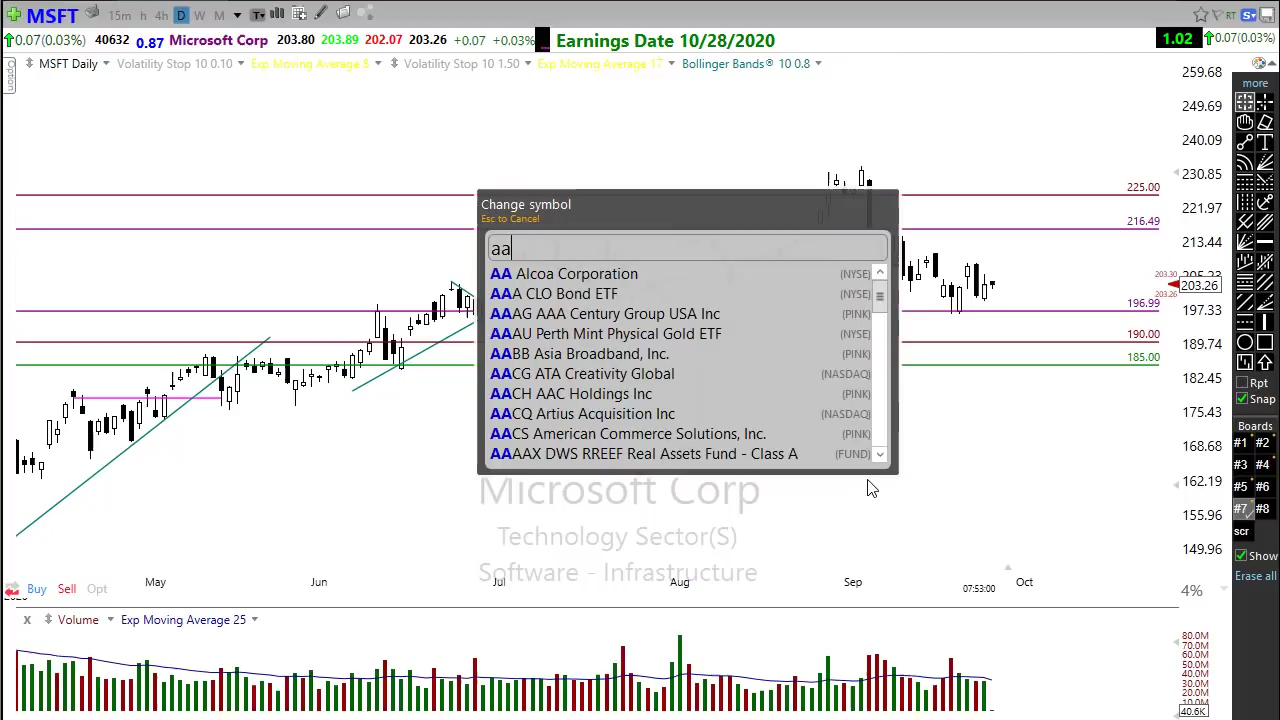 MSFT 15m h 4h D W M T
RT S
0.07(0.03%) 40632 0.87 Microsoft Corp 203.80 203.89 202.07 203.26 +0.07 +0.03% Earnings Date 10/28/2020 1.02 0.07(0.03%)
Option
MSFT Daily Volatility Stop 10 0.10 Exp Moving Average 8 Volatility Stop 10 1.50 Exp Moving Average 17 Bollinger Bands® 10 0.8
259.68
249.69
240.09
230.85
221.97
213.44
203.30
203.26
203.26
197.33
189.74
182.45
175.43
168.66
162.19
155.96
149.96
225.00
216.49
196.99
190.00
185.00
Change symbol
Esc to Cancel
aa
AA Alcoa Corporation (NYSE)
AAA CLO Bond ETF (NYSE)
AAAG AAA Century Group USA Inc (PINK)
AAAU Perth Mint Physical Gold ETF (NYSE)
AABB Asia Broadband, Inc. (PINK)
AACG ATA Creativity Global (NASDAQ)
AACH AAC Holdings Inc (PINK)
AACQ Artius Acquisition Inc (NASDAQ)
AACS American Commerce Solutions, Inc. (PINK)
AAAAX DWS RREEF Real Assets Fund - Class A (FUND)
Microsoft Corp
Technology Sector(S)
Software - Infrastructure
May Jun Jul Aug Sep Oct
07:53:00
Buy Sell Opt
4%
X Volume Exp Moving Average 25
80.0M
70.0M
60.0M
50.0M
40.0M
30.0M
20.0M
40.6K
more
T
Rpt
Snap
Boards
#1 #2
#3 #4
#5 #6
#7 #8
scr
Show
Erase all